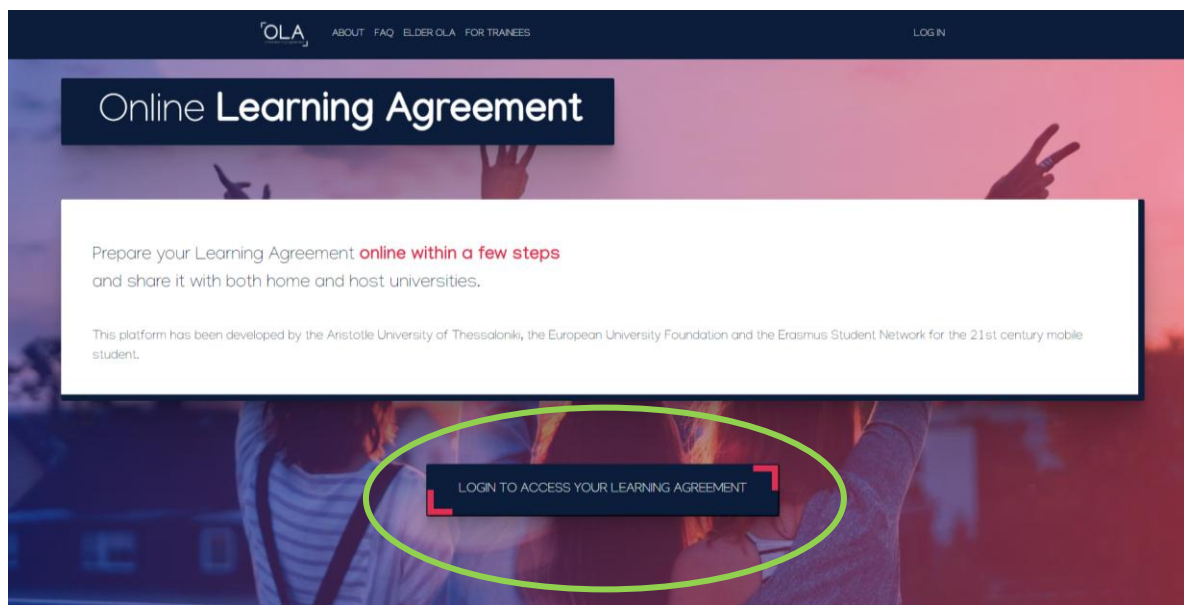 OLA ABOUT FAQ ELDER OLA FOR TRAINEES LOG IN
Online Learning Agreement
Prepare your Learning Agreement online within a few steps
and share it with both home and host universities.
This platform has been developed by the Aristotle University of Thessaloniki, the European University Foundation and the Erasmus Student Network for the 21st century mobile
student.
LOGIN TO ACCESS YOUR LEARNING AGREEMENT